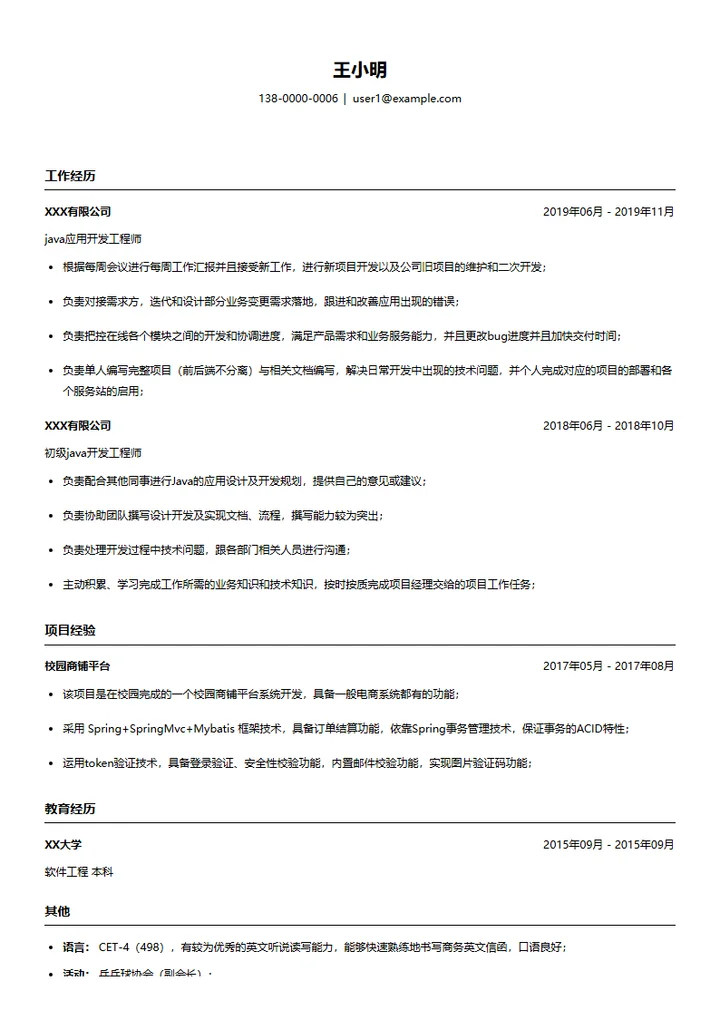 王小明
138-0000-0006 | user1@example.com
工作经历
XXX有限公司 2019年06月 - 2019年11月
java应用开发工程师
• 根据每周会议进行每周工作汇报并且接受新工作，进行新项目开发以及公司旧项目的维护和二次开发；
• 负责对接需求方，迭代和设计部分业务变更需求落地，跟进和改善应用出现的错误；
• 负责把控在线各个模块之间的开发和协调进度，满足产品需求和业务服务能力，并且更改bug进度并且加快交付时间；
• 负责单人编写完整项目（前后端不分离）与相关文档编写，解决日常开发中出现的技术问题，并个人完成对应的项目的部署和各
个服务站的启用；
XXX有限公司 2018年06月 - 2018年10月
初级java开发工程师
• 负责配合其他同事进行Java的应用设计及开发规划，提供自己的意见或建议；
• 负责协助团队撰写设计开发及实现文档、流程，撰写能力较为突出；
• 负责处理开发过程中技术问题，跟各部门相关人员进行沟通；
• 主动积累、学习完成工作所需的业务知识和技术知识，按时按质完成项目经理交给的项目工作任务；
项目经验
校园商铺平台 2017年05月 - 2017年08月
• 该项目是在校园完成的一个校园商铺平台系统开发，具备一般电商系统都有的功能；
• 采用 Spring+SpringMvc+Mybatis 框架技术，具备订单结算功能，依靠Spring事务管理技术，保证事务的ACID特性；
• 运用token验证技术，具备登录验证、安全性校验功能，内置邮件校验功能，实现图片验证码功能；
教育经历
XX大学 2015年09月 - 2015年09月
软件工程 本科
其他
• 语言： CET-4（498），有较为优秀的英文听说读写能力，能够快速熟练地书写商务英文信函，口语良好；
• 活动： 乒乓球协会（副会长）；